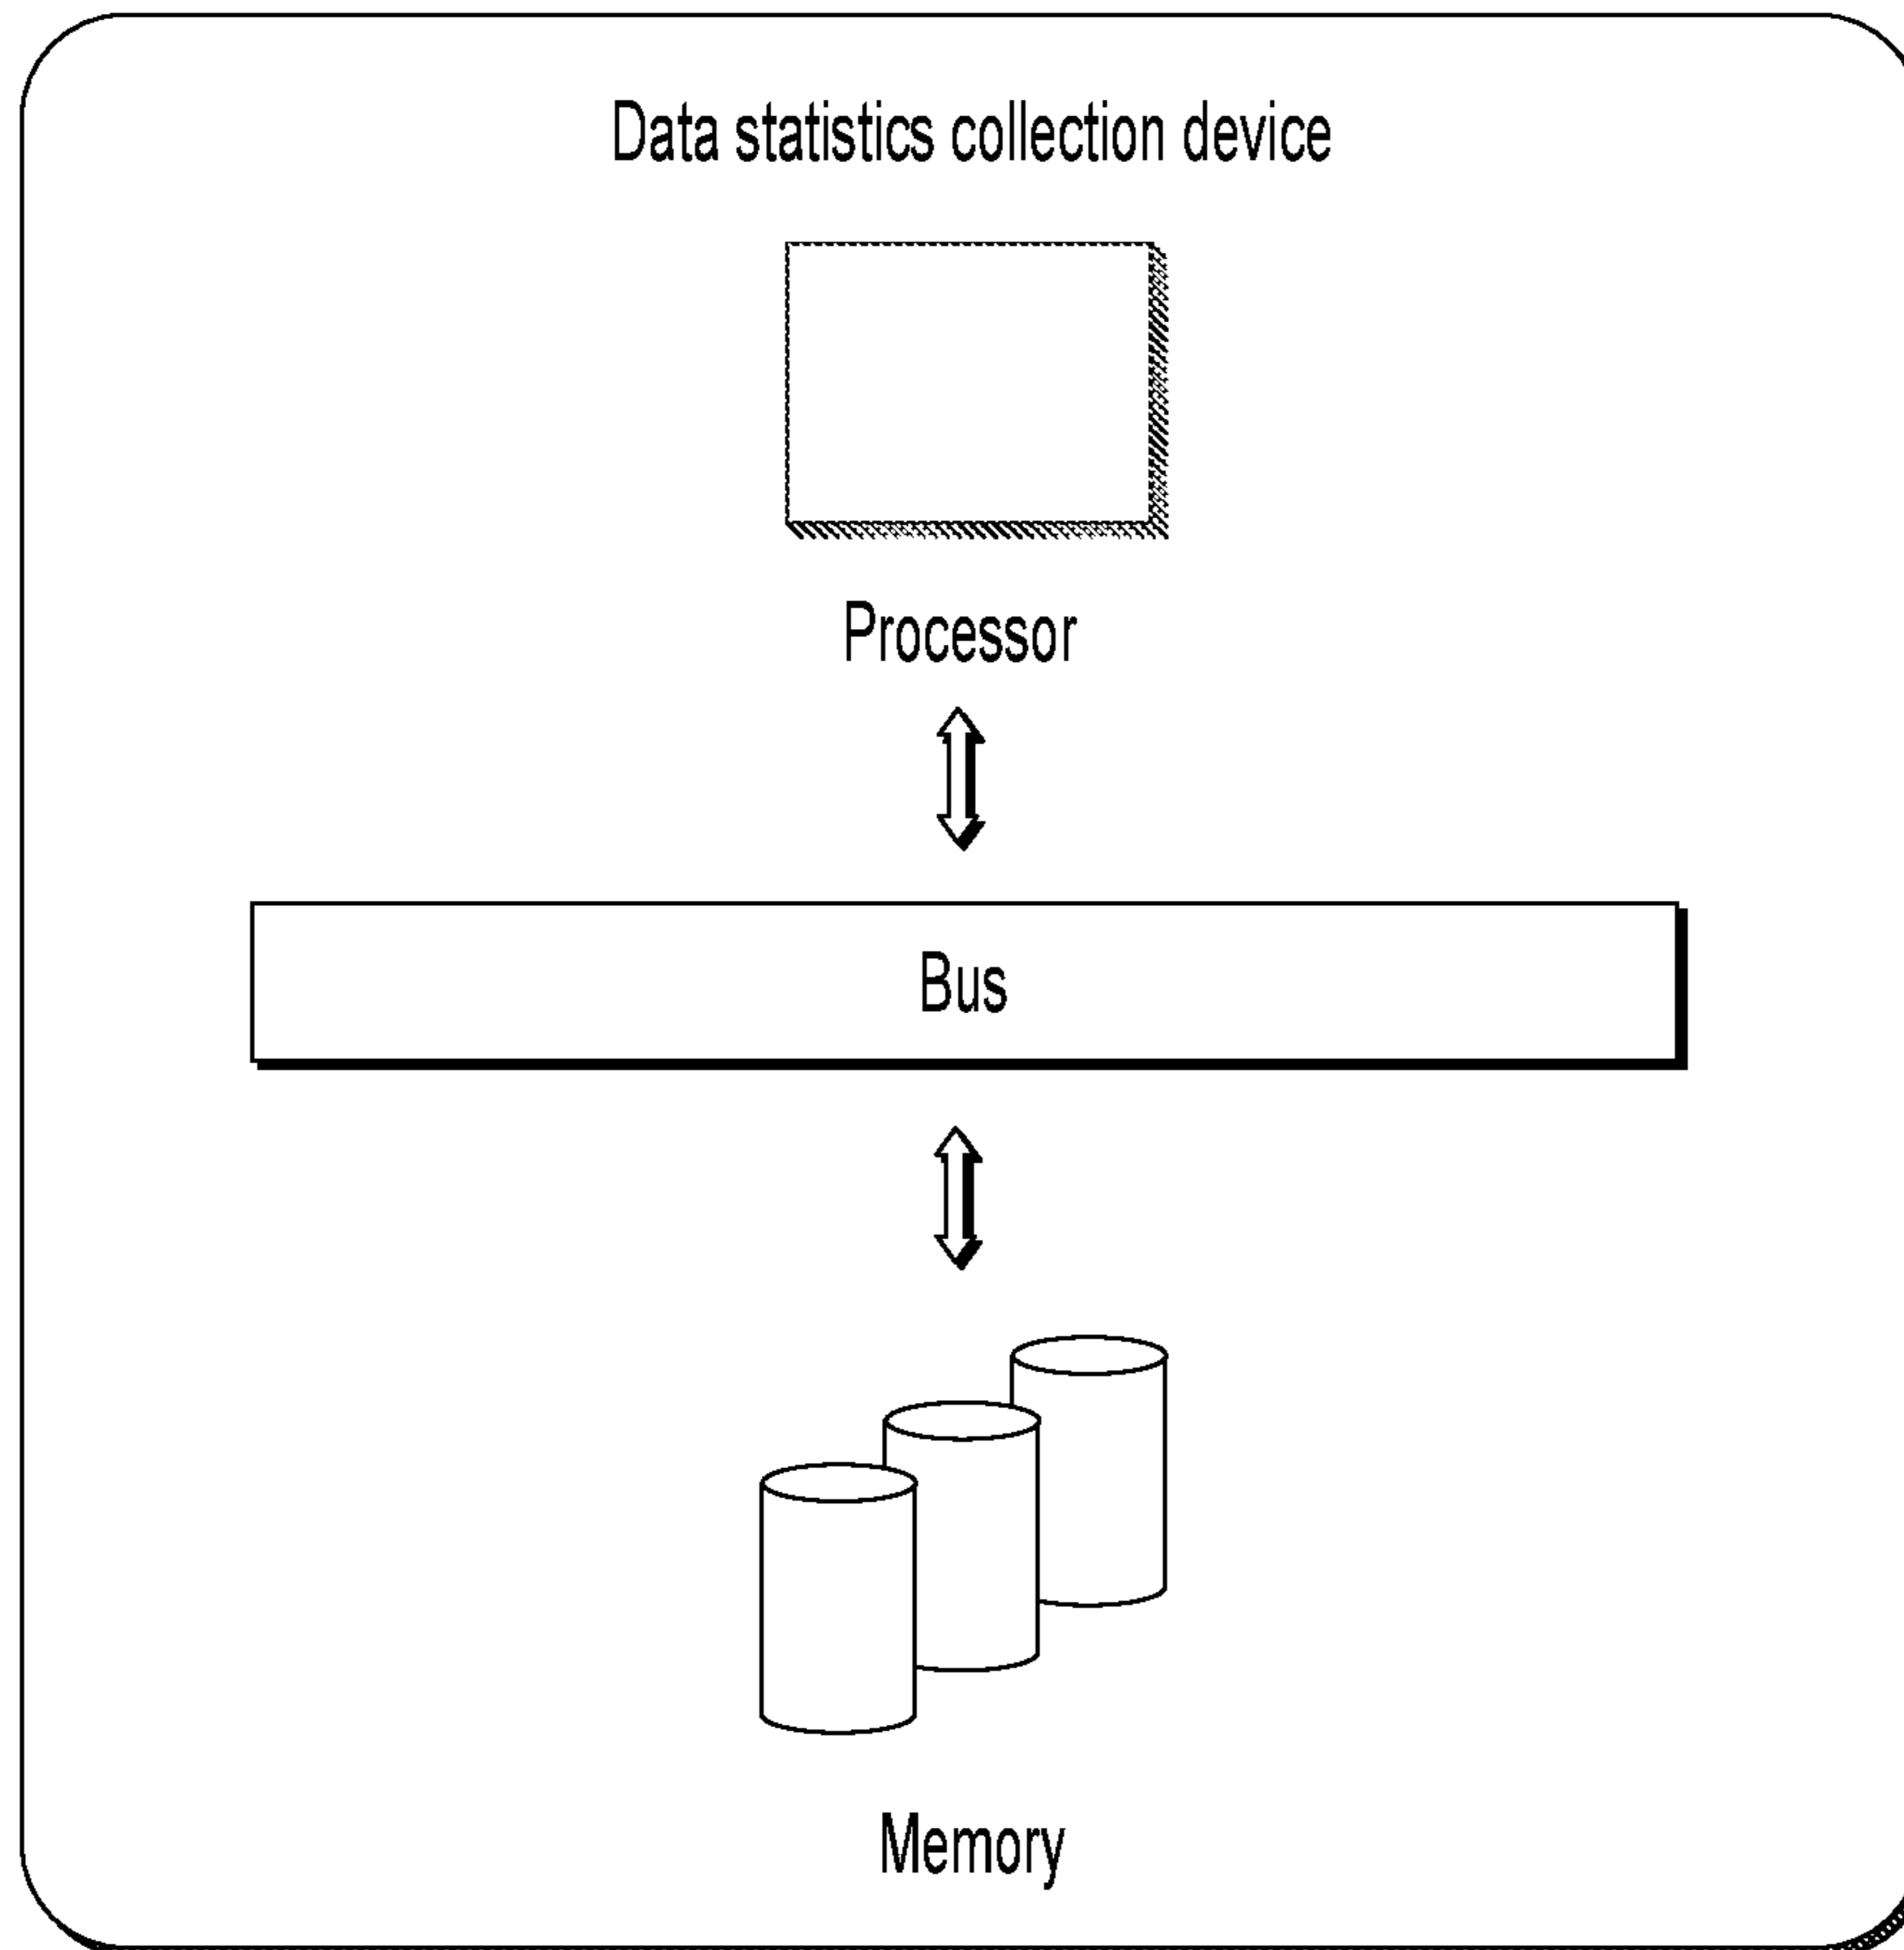 Data statistics collection device
Processor
Bus
Memory